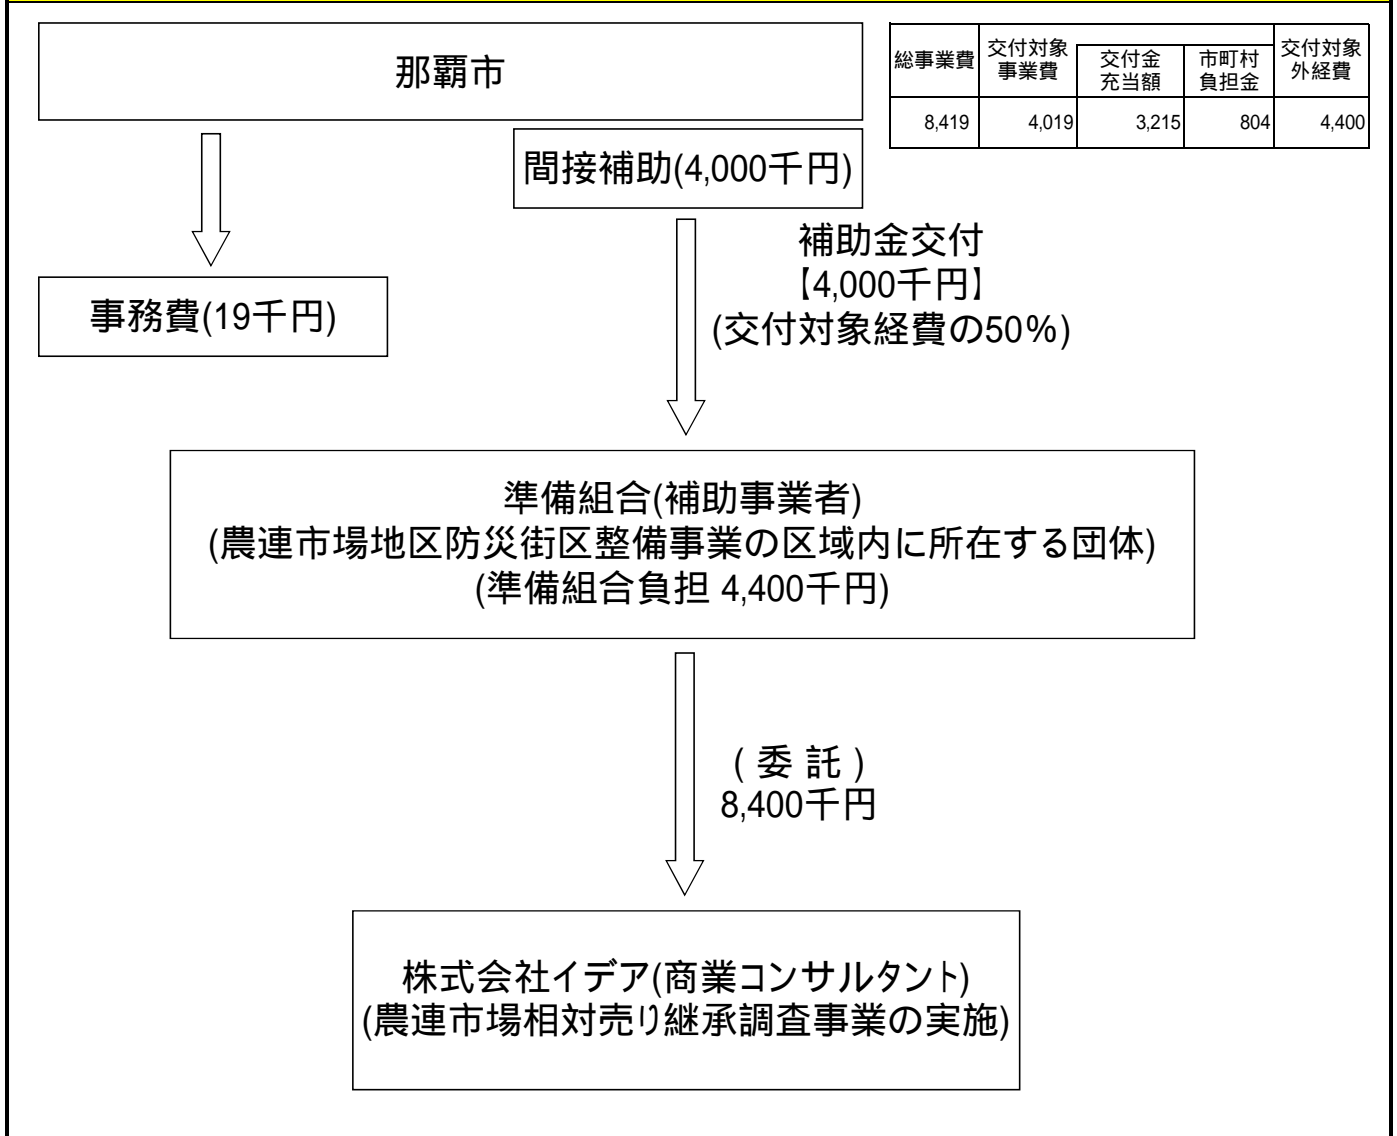 那覇市
総事業費
交付対象
事業費
交付金
充当額
市町村
負担金
交付対象
外経費
8,419 4,019 3,215 804 4,400
間接補助(4,000千円)
補助金交付
【4,000千円】
(交付対象経費の50%)
事務費(19千円)
準備組合(補助事業者)
(農連市場地区防災街区整備事業の区域内に所在する団体)
(準備組合負担 4,400千円)
(委託)
8,400千円
株式会社イデア(商業コンサルタント)
(農連市場相対売り継承調査事業の実施)